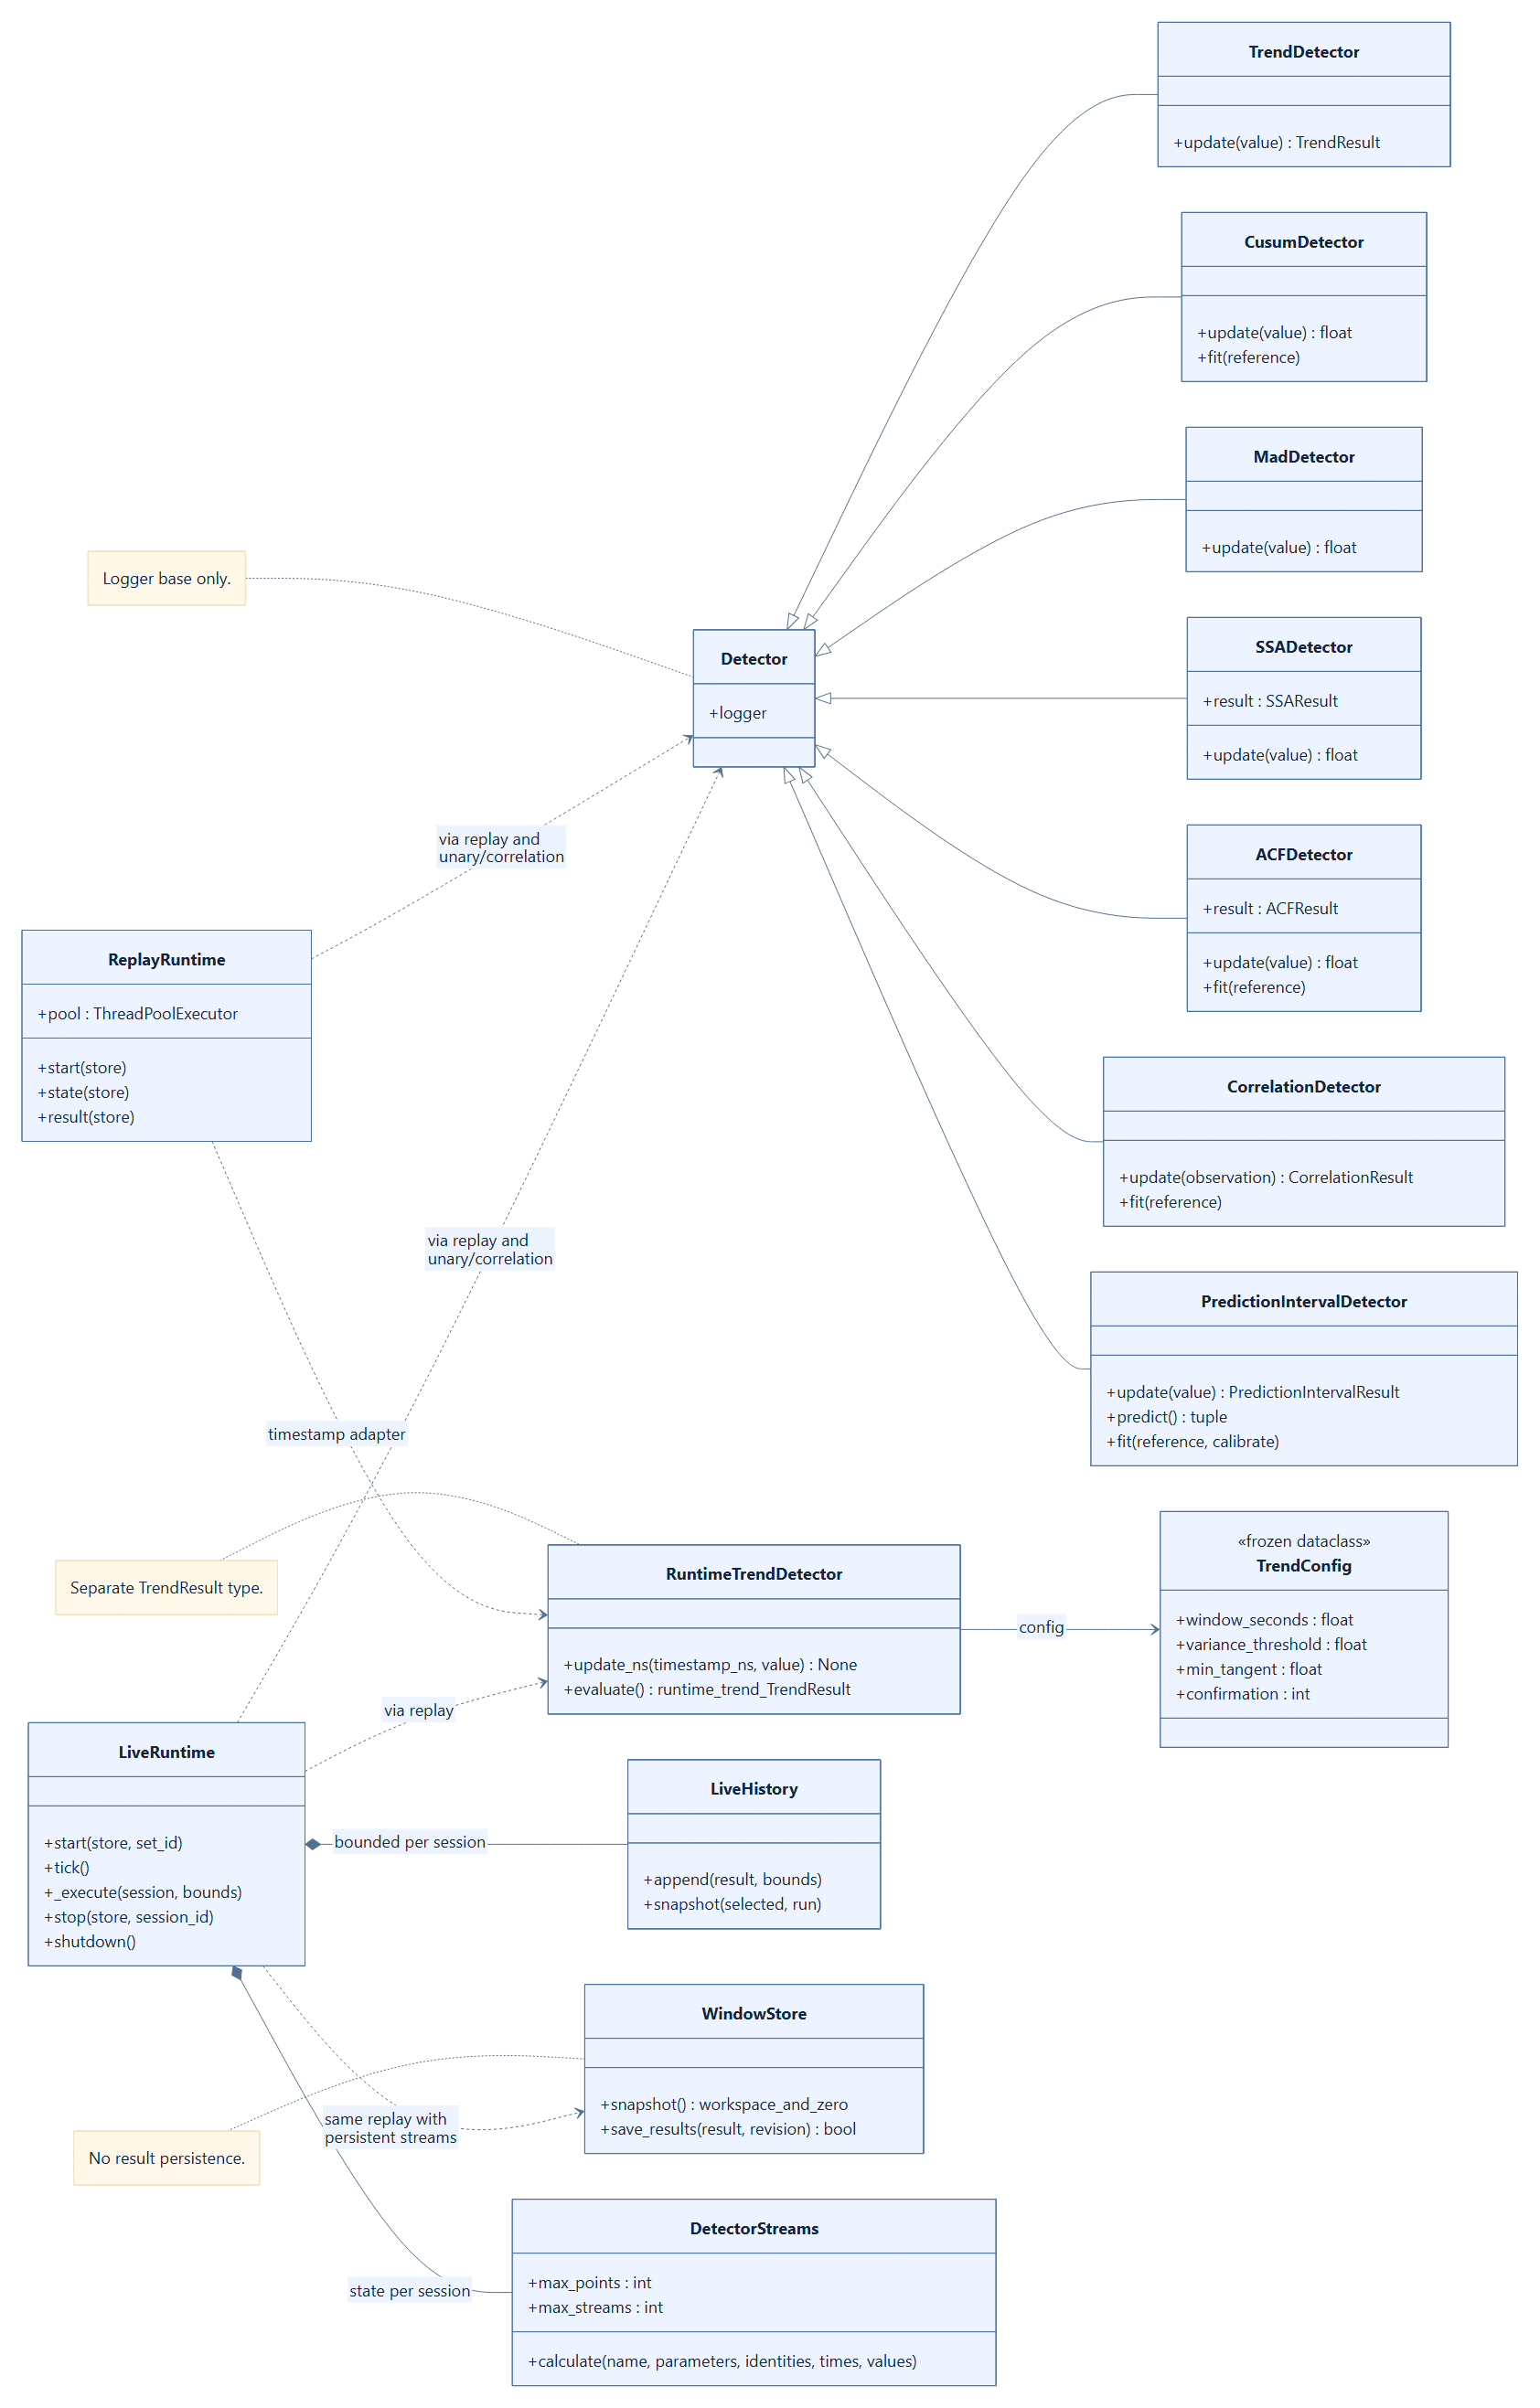 TrendDetector
+update(value) : TrendResult
CusumDetector
+update(value) : float
+fit(reference)
MadDetector
+update(value) : float
Logger base only.
SSADetector
+result : SSAResult
+update(value) : float
Detector
+logger
via replay and
unary/correlation
ACFDetector
+result : ACFResult
+update(value) : float
+fit(reference)
ReplayRuntime
+pool : ThreadPoolExecutor
+start(store)
+state(store)
+result(store)
CorrelationDetector
+update(observation) : CorrelationResult
+fit(reference)
via replay and
unary/correlation
PredictionIntervalDetector
+update(value) : PredictionIntervalResult
+predict() : tuple
+fit(reference, calibrate)
timestamp adapter
Separate TrendResult type.
RuntimeTrendDetector
+update_ns(timestamp_ns, value) : None
+evaluate() : runtime_trend_TrendResult
config
«frozen dataclass»
TrendConfig
+window_seconds : float
+variance_threshold : float
+min_tangent : float
+confirmation : int
via replay
LiveRuntime
+start(store, set_id)
+tick()
+_execute(session, bounds)
+stop(store, session_id)
+shutdown()
bounded per session
LiveHistory
+append(result, bounds)
+snapshot(selected, run)
WindowStore
+snapshot() : workspace_and_zero
+save_results(result, revision) : bool
same replay with
persistent streams
No result persistence.
DetectorStreams
+max_points : int
+max_streams : int
+calculate(name, parameters, identities, times, values)
state per session